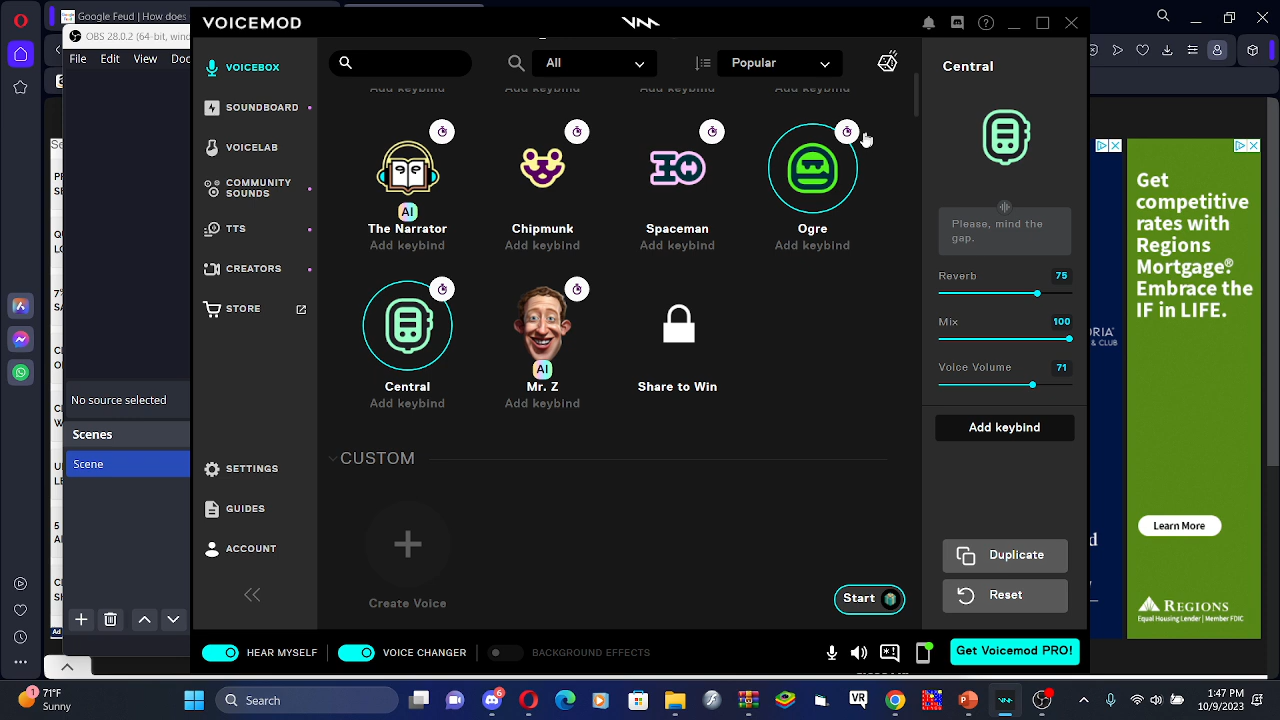 Google Feud
OBS 28.0.2 (64-bit, wind
File
Edit
View
Do
No source selected
Scenes
Scene
VOICEMOD
VOICEBOX
SOUNDBOARD
VOICELAB
COMMUNITY
SOUNDS
TTS
CREATORS
STORE
SETTINGS
GUIDES
ACCOUNT
All
Popular
Add keybind
Add keybind
Add keybind
Add keybind
AI
The Narrator
Add keybind
Chipmunk
Add keybind
Spaceman
Add keybind
Ogre
Add keybind
Central
Add keybind
AI
Mr. Z
Add keybind
Share to Win
CUSTOM
Create Voice
Start
Central
Please, mind the
gap.
Reverb
75
Mix
100
Voice Volume
71
Add keybind
Duplicate
Reset
HEAR MYSELF
VOICE CHANGER
BACKGROUND EFFECTS
Get Voicemod PRO!
ORIA
& CLUB
Get
competitive
rates with
Regions
Mortgage.®
Embrace the
IF in LIFE.
Learn More
REGIONS
Equal Housing Lender | Member FDIC
1
71°F
Sunny
Search
6
VR
1:47 PM
10/9/2023